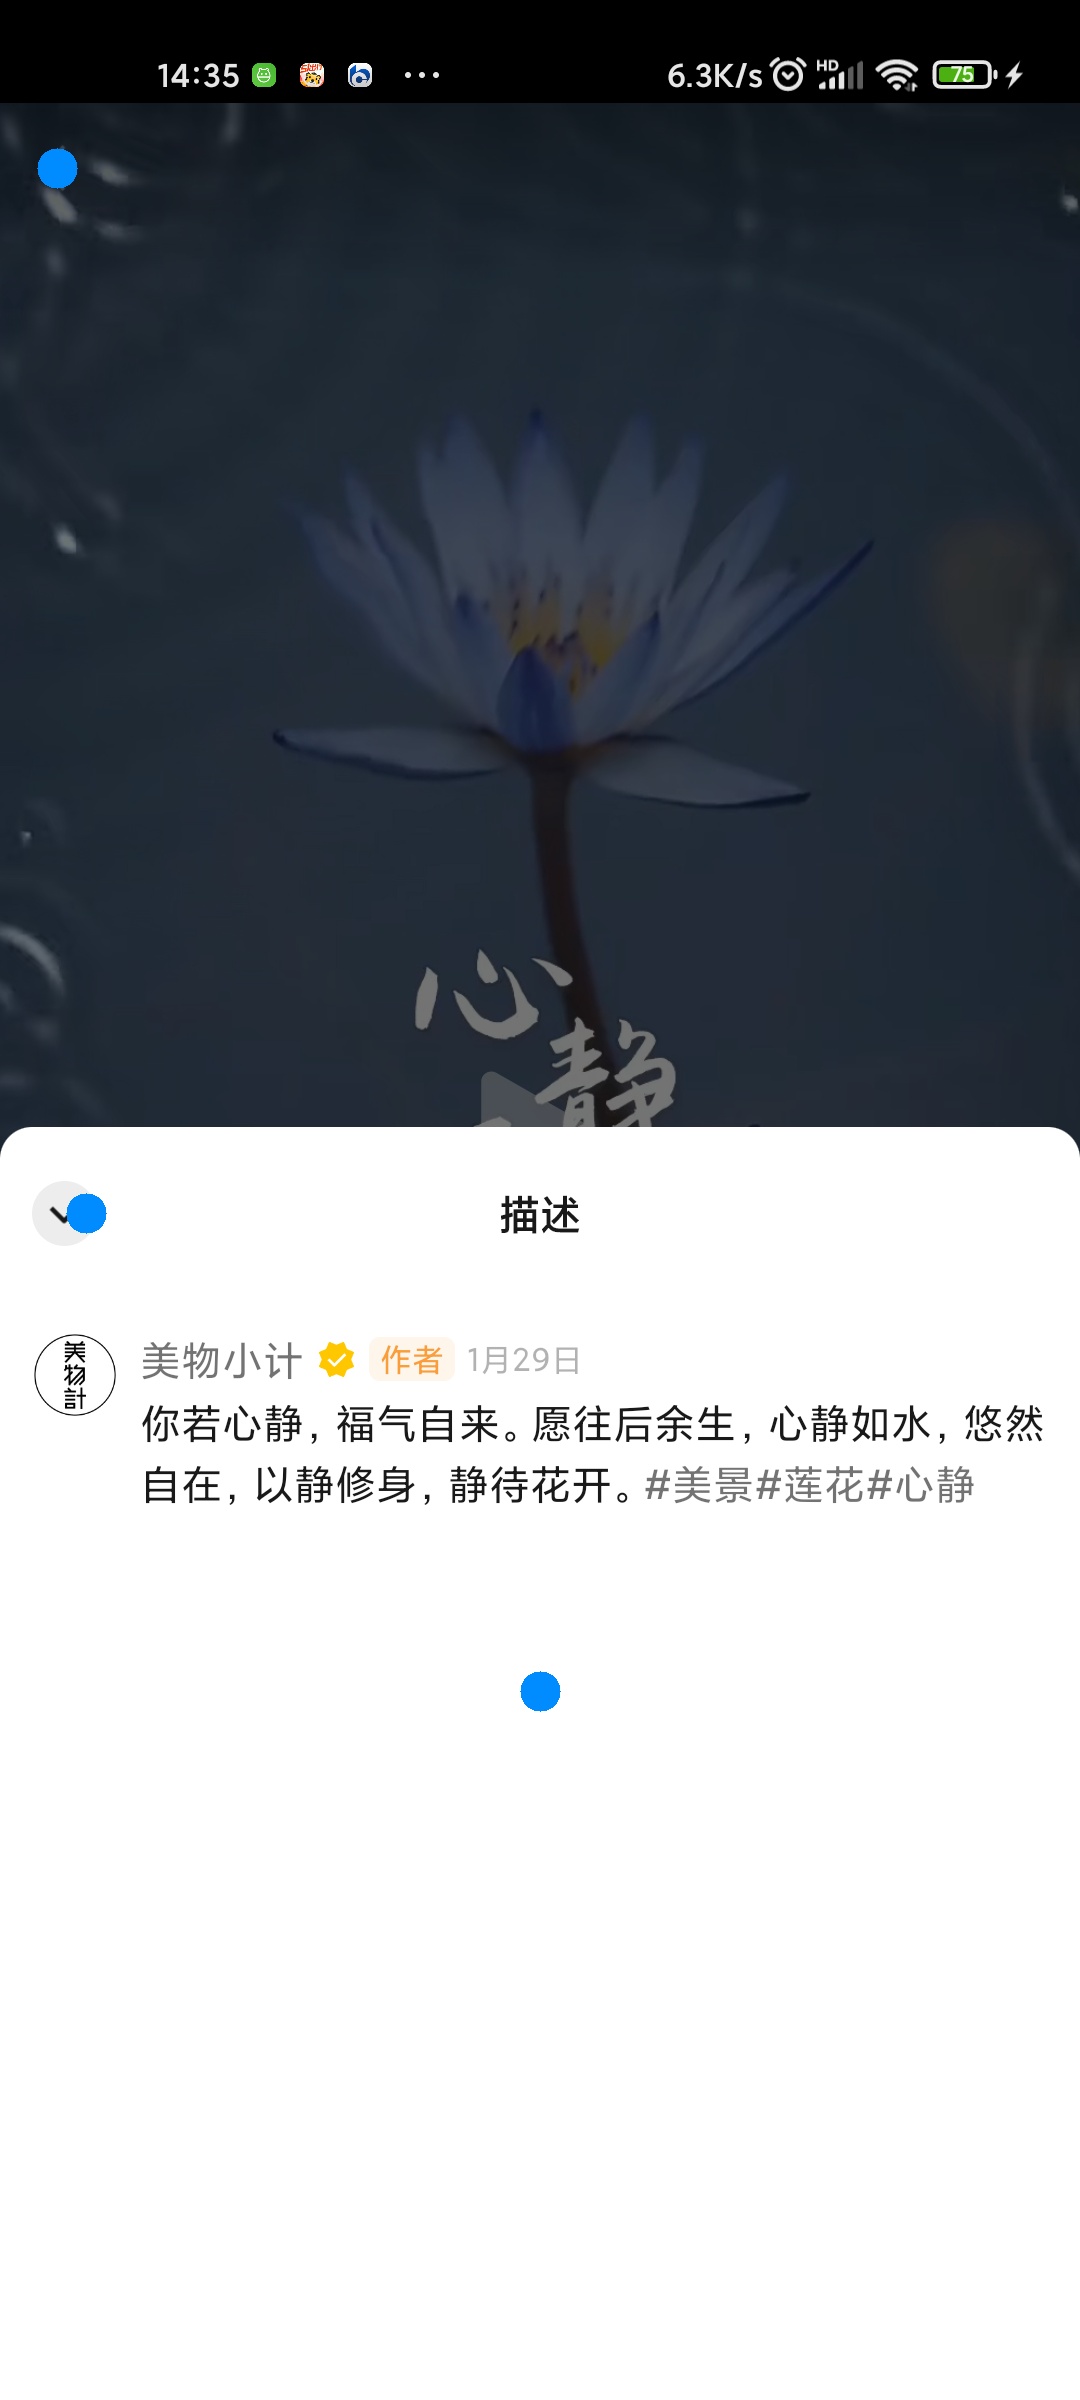 14:35 6.3K/s HD 75
心
静
描述
美物計
美物小计 作者 1月29日
你若心静，福气自来。愿往后余生，心静如水，悠然
自在，以静修身，静待花开。#美景#莲花#心静